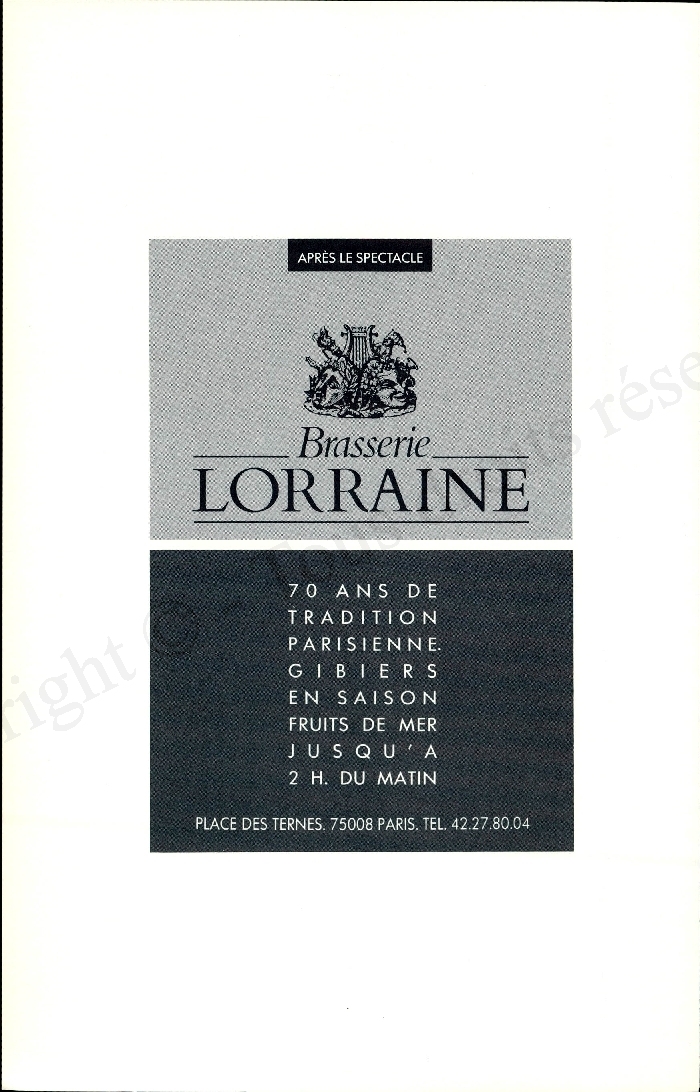 APRÈS LE SPECTACLE
Brasserie
LORRAINE
70 ANS DE
TRADITION
PARISIENNE.
GIBIERS
EN SAISON
FRUITS DE MER
JUSQU'A
2 H. DU MATIN
PLACE DES TERNES. 75008 PARIS. TEL. 42.27.80.04